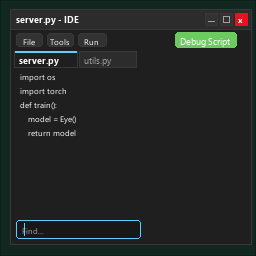 server.py - IDE
File Tools Run Debug Script
server.py utils.py
import os
import torch
def train():
model = Eye()
return model
Find...